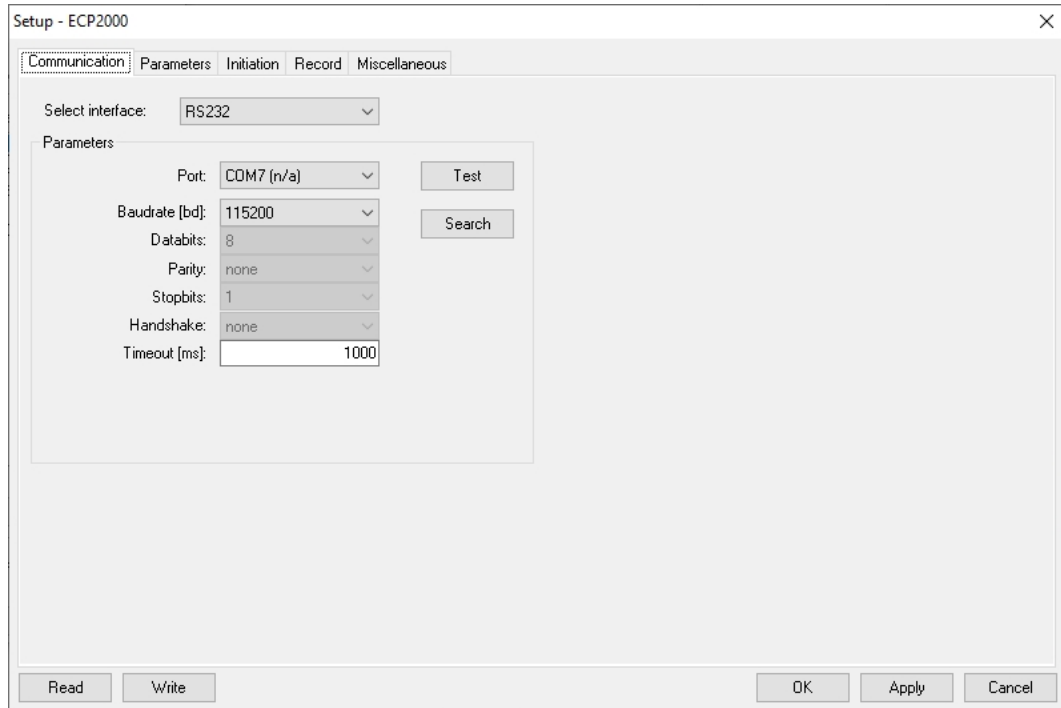 Setup - ECP2000
Communication Parameters Initiation Record Miscellaneous
Select interface: RS232
Parameters
Port: COM7 (n/a) Test
Baudrate [bd]: 115200
Search
Databits: 8
Parity: none
Stopbits: 1
Handshake: none
Timeout [ms]: 1000
Read Write OK Apply Cancel